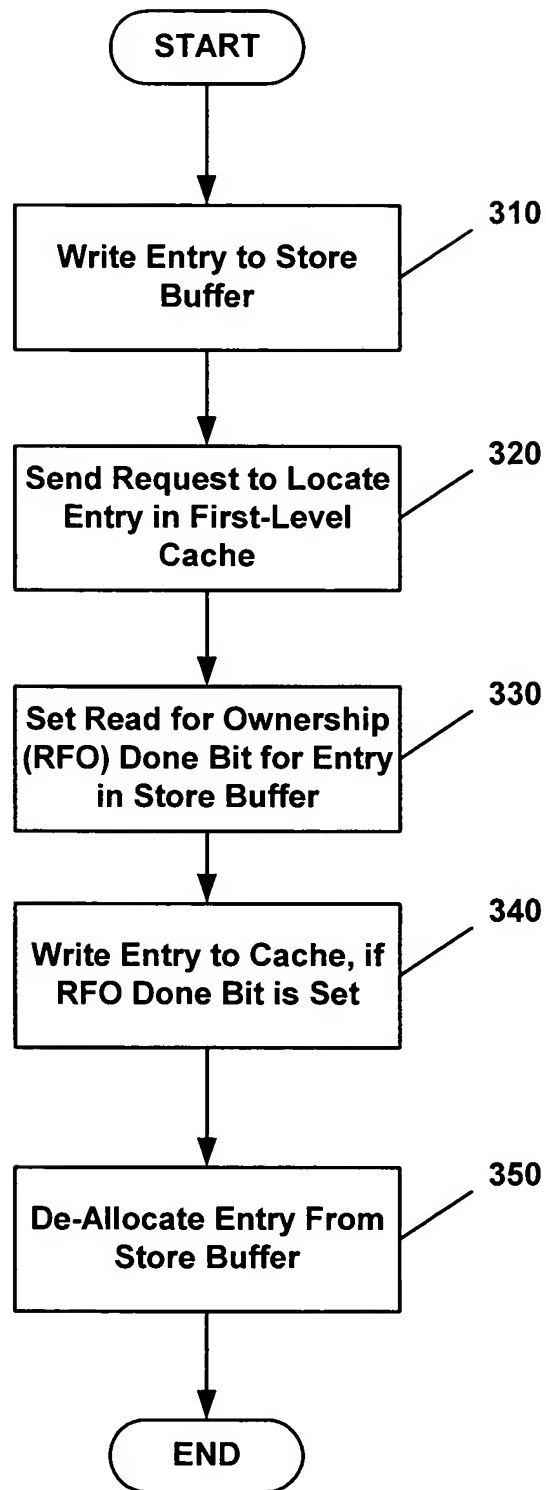 START
310
Write Entry to Store
Buffer
320
Send Request to Locate
Entry in First-Level
Cache
330
Set Read for Ownership
(RFO) Done Bit for Entry
in Store Buffer
340
Write Entry to Cache, if
RFO Done Bit is Set
350
De-Allocate Entry From
Store Buffer
END